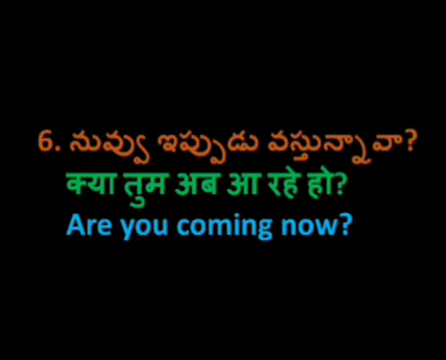 6. నువ్వు ఇప్పుడు వస్తున్నావా?
क्या तुम अब आ रहे हो?
Are you coming now?